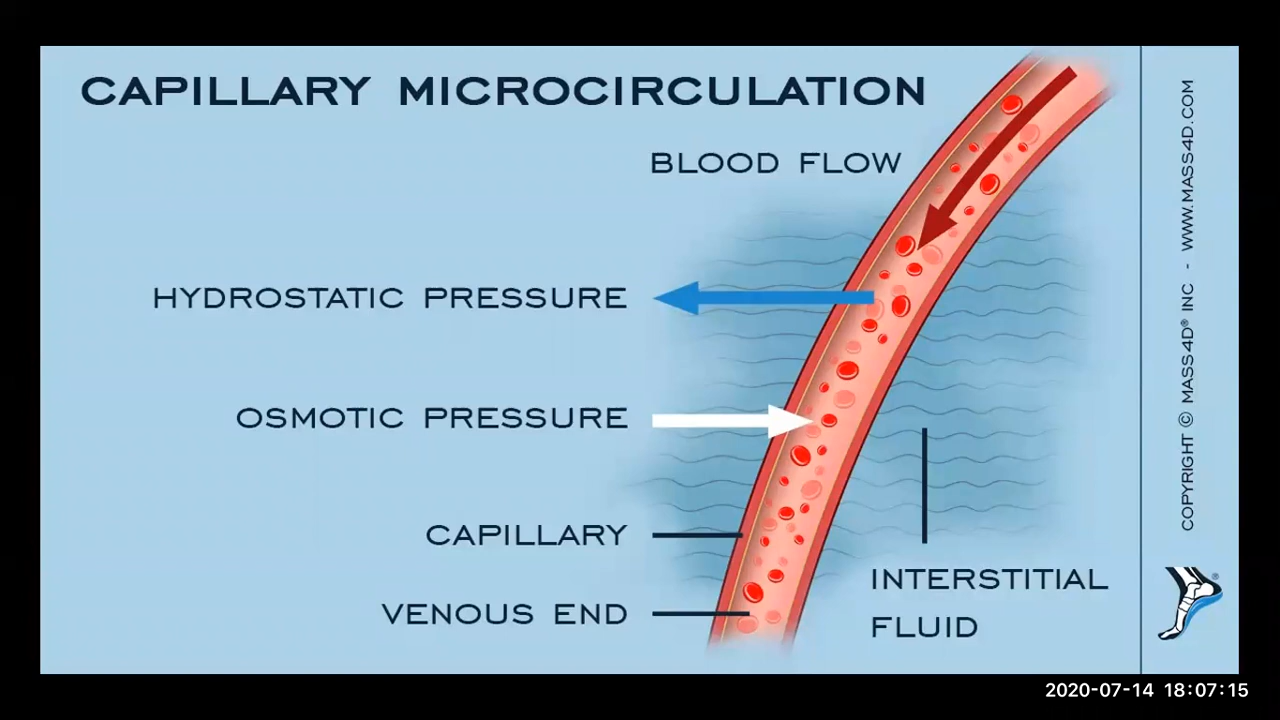 CAPILLARY MICROCIRCULATION
BLOOD FLOW
HYDROSTATIC PRESSURE
OSMOTIC PRESSURE
CAPILLARY
VENOUS END
INTERSTITIAL
FLUID
COPYRIGHT © MASS4D® INC - WWW.MASS4D.COM
®
2020-07-14 18:07:15